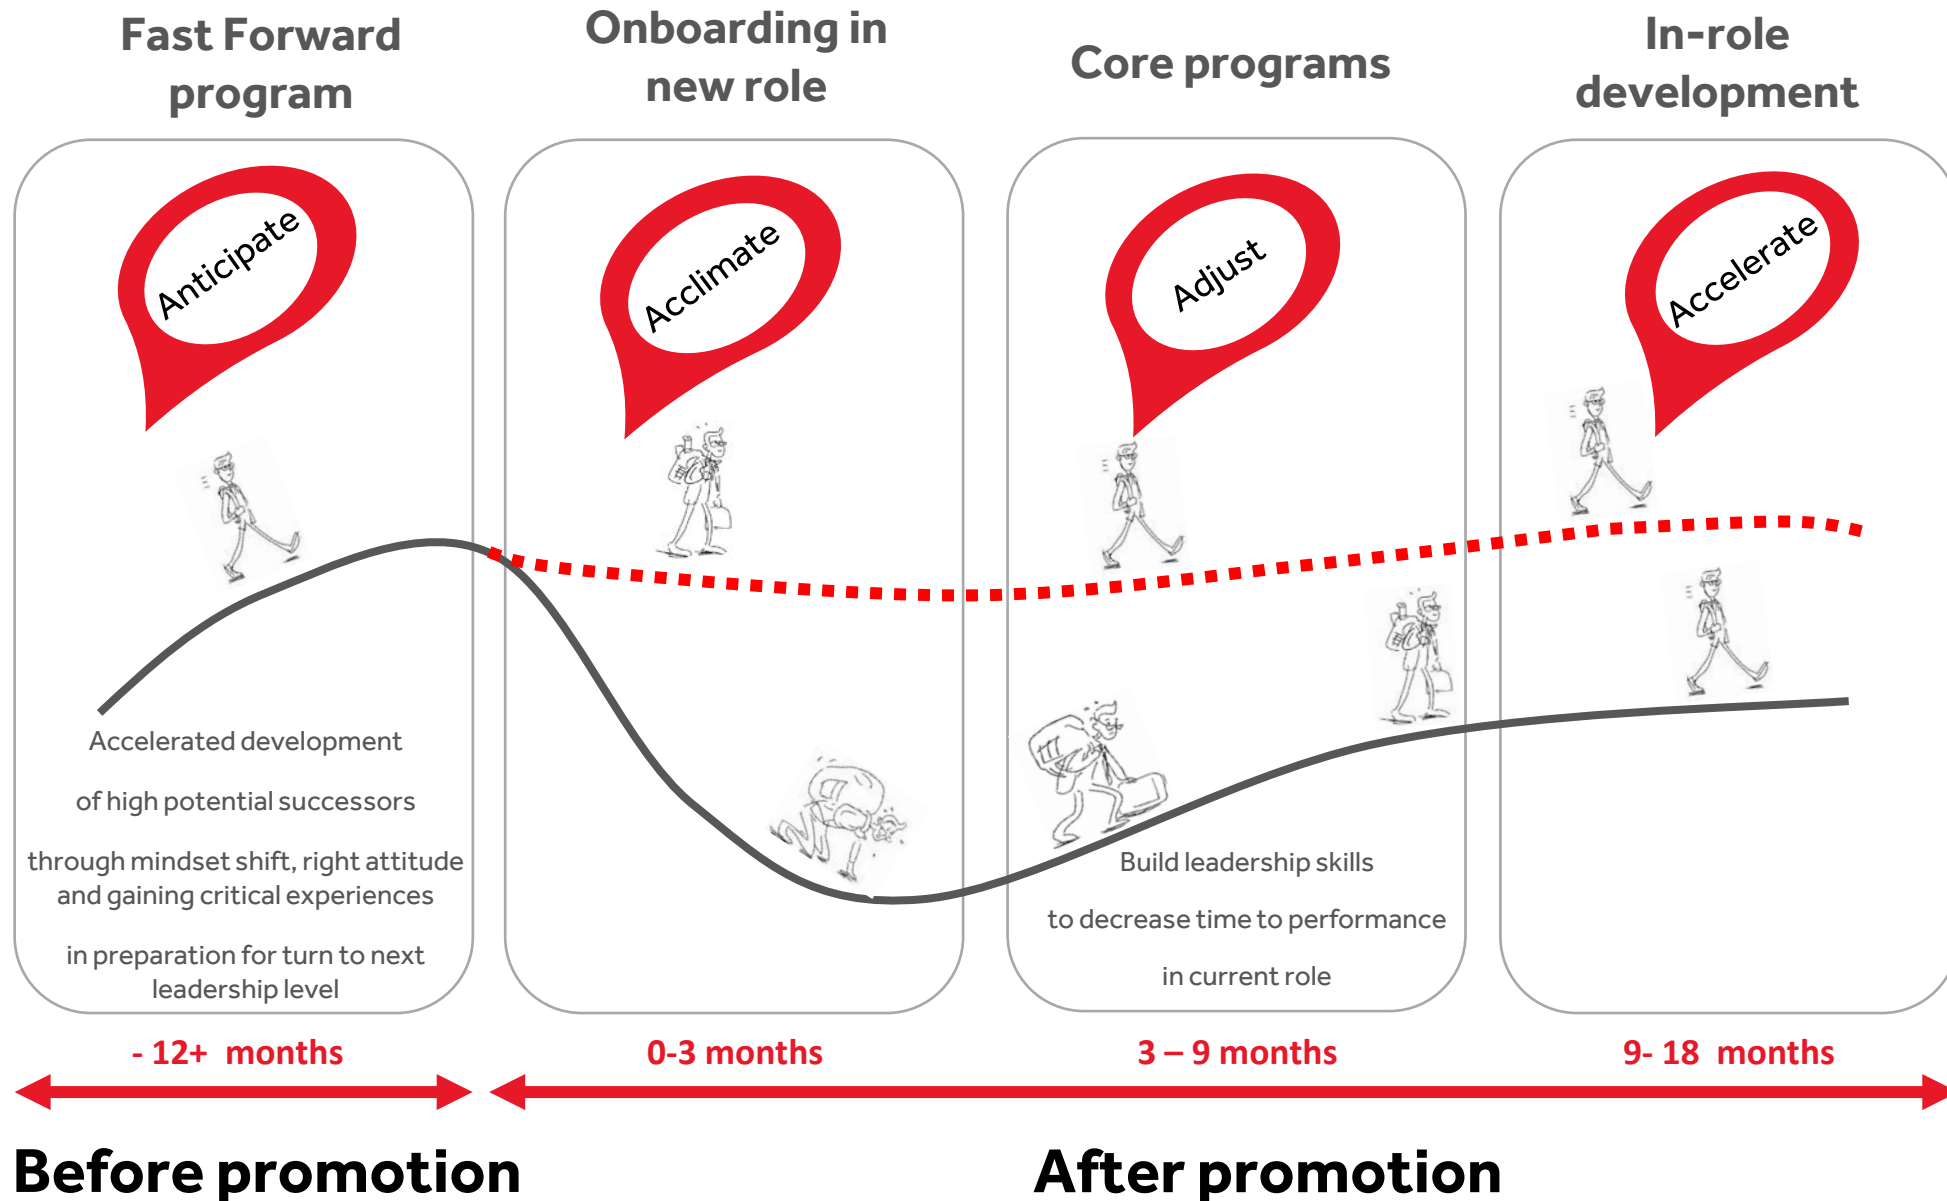 Fast Forward
program
Onboarding in
new role
Core programs
In-role
development
Anticipate
Acclimate
Adjust
Accelerate
Accelerated development
of high potential successors
through mindset shift, right attitude
and gaining critical experiences
in preparation for turn to next
leadership level
Build leadership skills
to decrease time to performance
in current role
- 12+  months
0-3 months
3 – 9 months
9- 18  months
Before promotion
After promotion